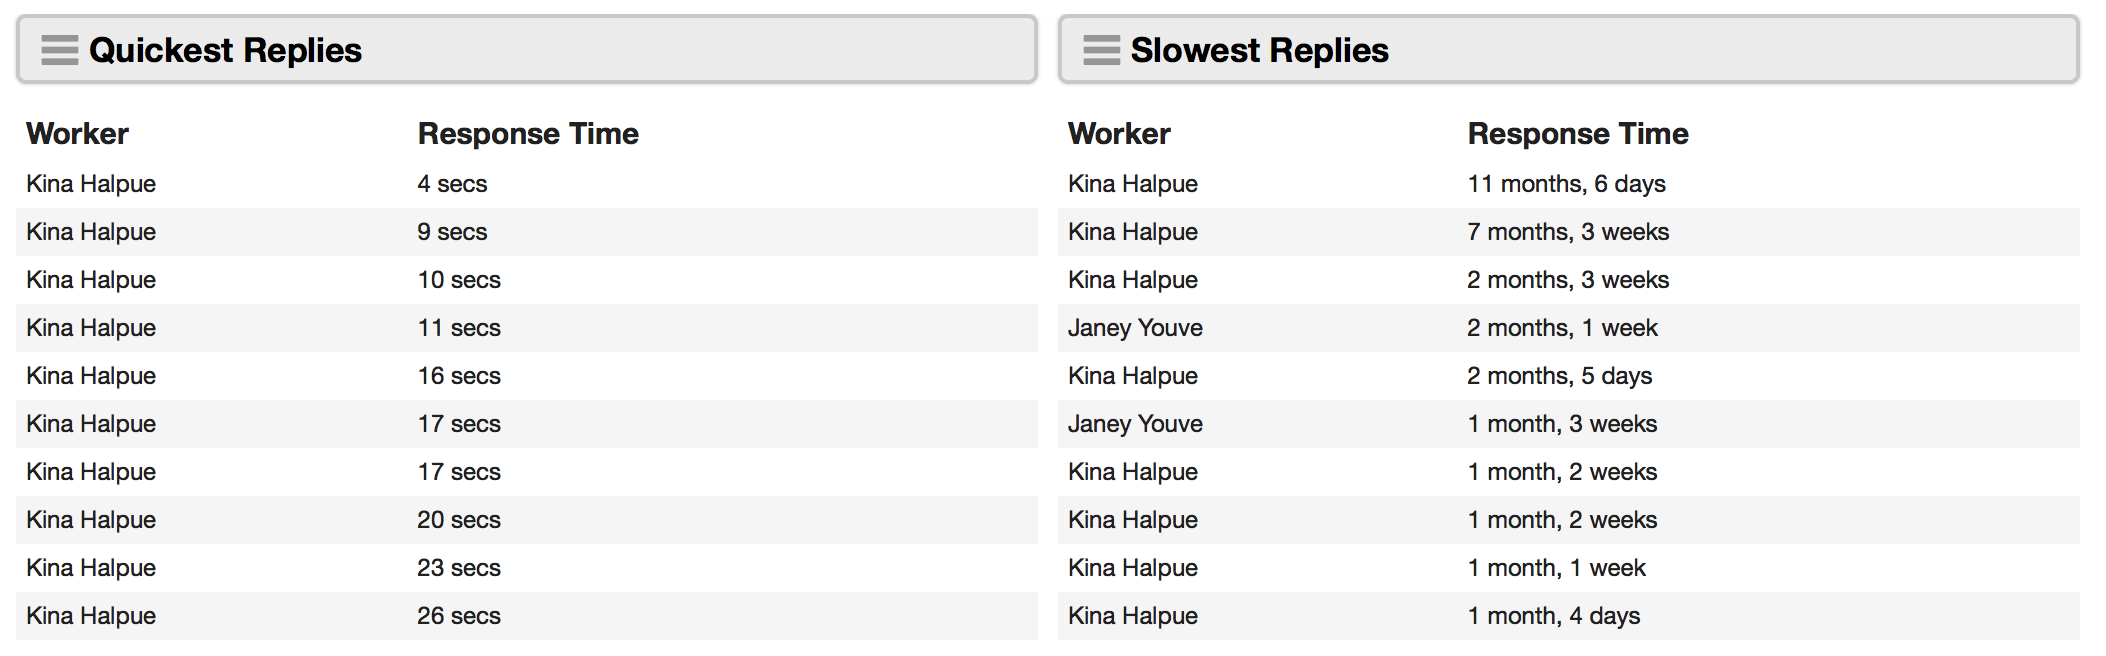 Quickest Replies
Worker Response Time
Kina Halpue 4 secs
Kina Halpue 9 secs
Kina Halpue 10 secs
Kina Halpue 11 secs
Kina Halpue 16 secs
Kina Halpue 17 secs
Kina Halpue 17 secs
Kina Halpue 20 secs
Kina Halpue 23 secs
Kina Halpue 26 secs
Slowest Replies
Worker Response Time
Kina Halpue 11 months, 6 days
Kina Halpue 7 months, 3 weeks
Kina Halpue 2 months, 3 weeks
Janey Youve 2 months, 1 week
Kina Halpue 2 months, 5 days
Janey Youve 1 month, 3 weeks
Kina Halpue 1 month, 2 weeks
Kina Halpue 1 month, 2 weeks
Kina Halpue 1 month, 1 week
Kina Halpue 1 month, 4 days